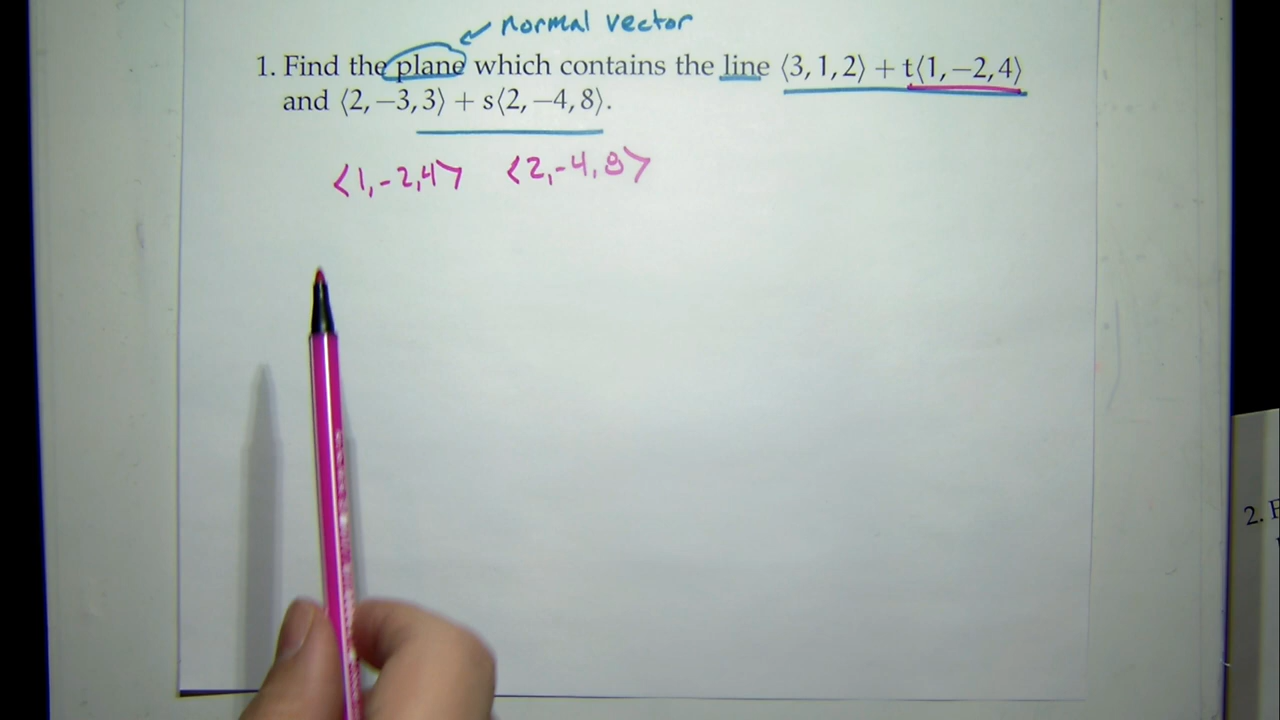 normal vector
1. Find the plane which contains the line ⟨3, 1, 2⟩ + t⟨1, −2, 4⟩
and ⟨2, −3, 3⟩ + s⟨2, −4, 8⟩.
<1,-2,4> <2,-4,8>
2.